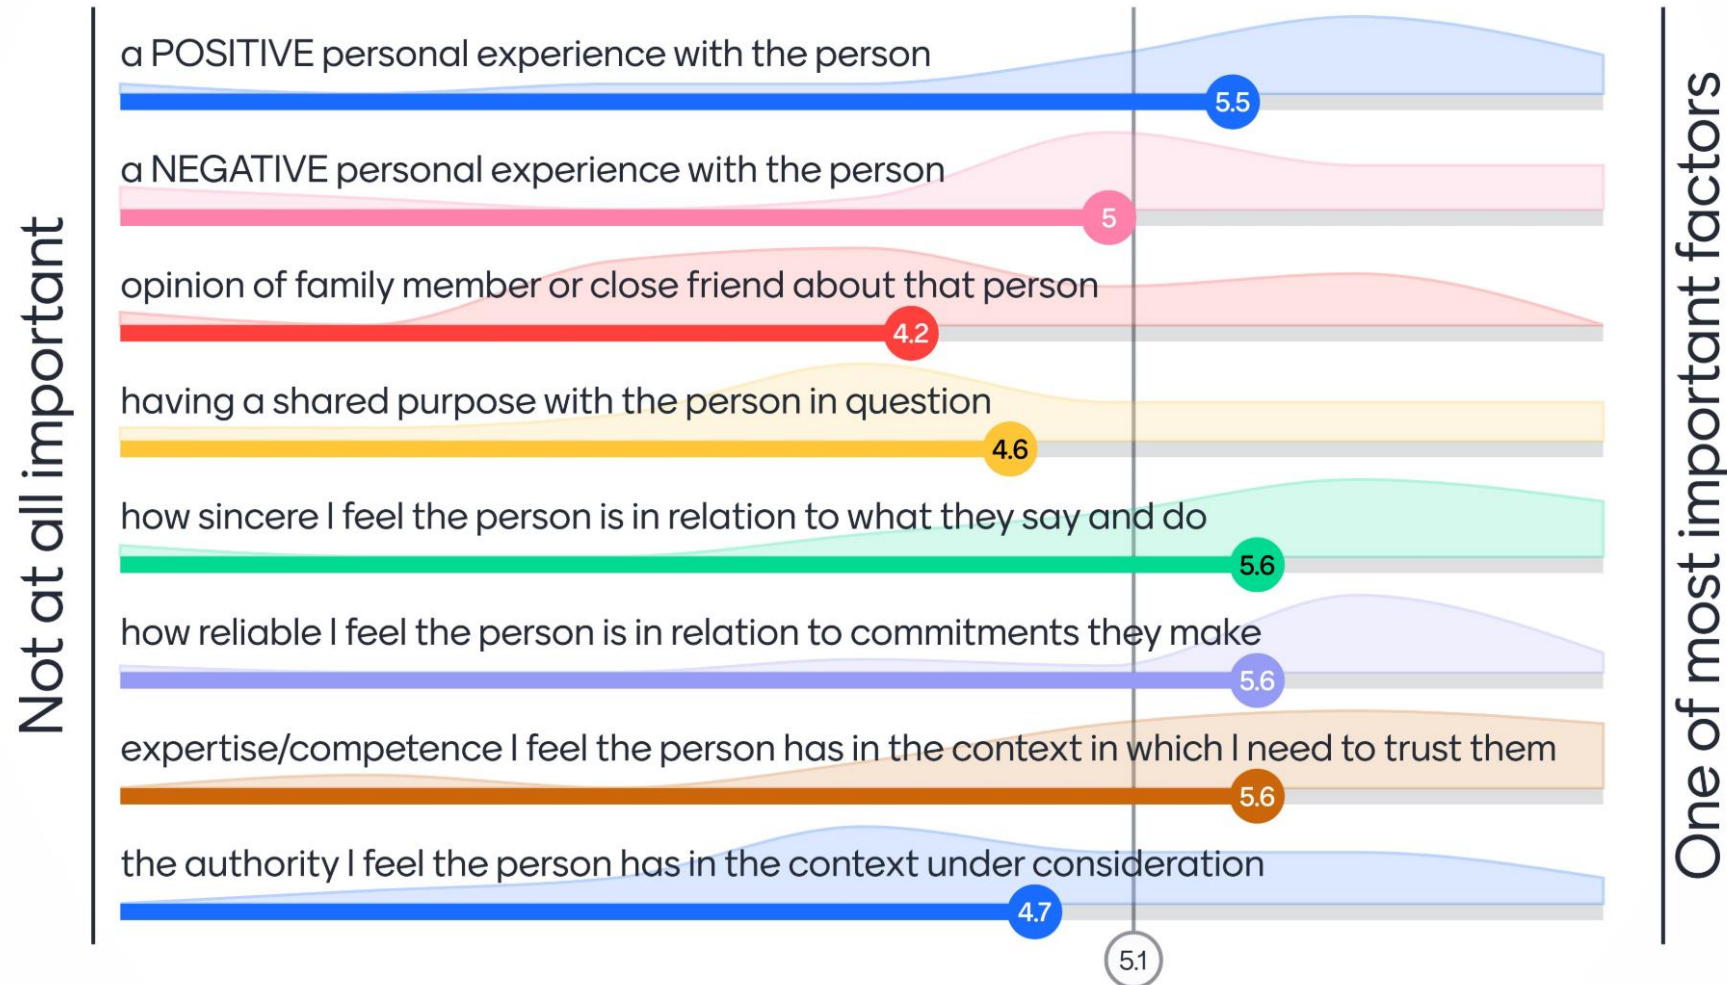 Not at all important
a POSITIVE personal experience with the person
5.5
a NEGATIVE personal experience with the person
5
opinion of family member or close friend about that person
4.2
having a shared purpose with the person in question
4.6
how sincere I feel the person is in relation to what they say and do
5.6
how reliable I feel the person is in relation to commitments they make
5.6
expertise/competence I feel the person has in the context in which I need to trust them
5.6
the authority I feel the person has in the context under consideration
4.7
5.1
One of most important factors